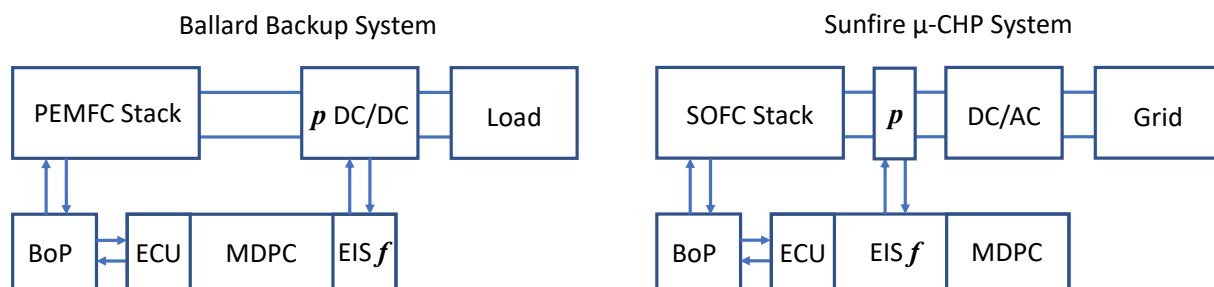 Ballard Backup System
PEMFC Stack
p DC/DC
Load
BoP
ECU
MDPC
EIS f
Sunfire µ-CHP System
SOFC Stack
p
DC/AC
Grid
BoP
ECU
EIS f
MDPC